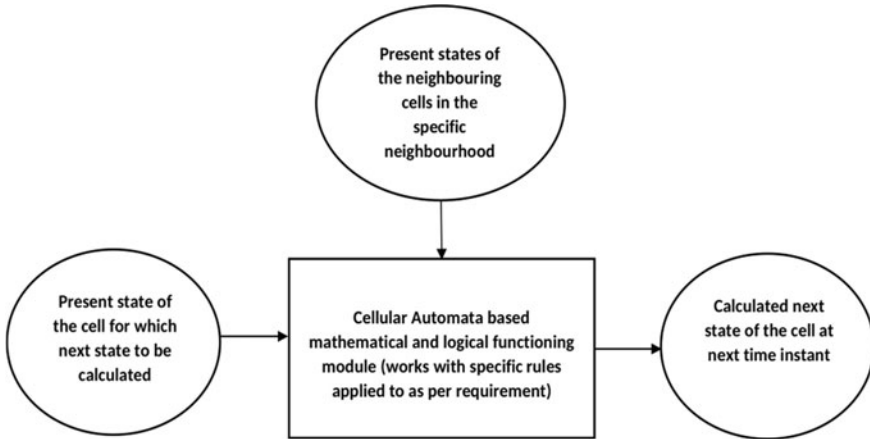 Present states of
the neighbouring
cells in the
specific
neighbourhood
Present state of
the cell for which
next state to be
calculated
Cellular Automata based
mathematical and logical functioning
module (works with specific rules
applied to as per requirement)
Calculated next
state of the cell at
next time instant